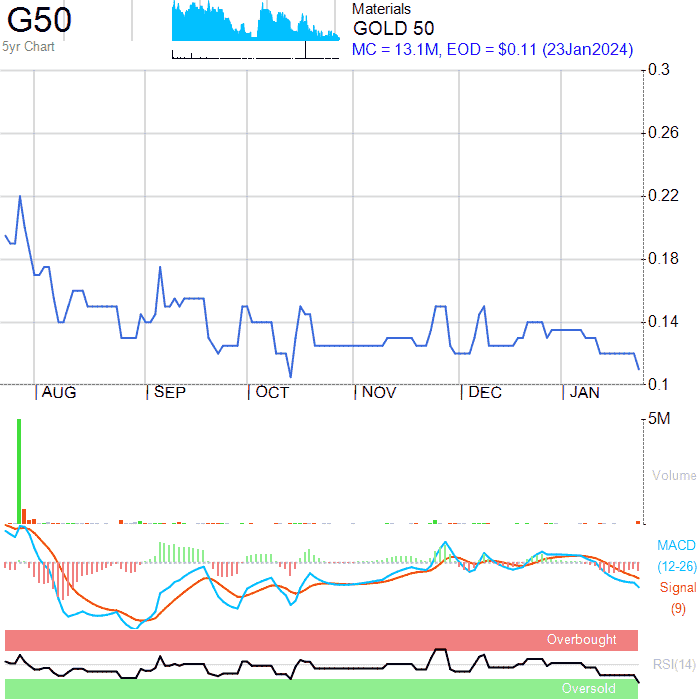 G50
5yr Chart
Materials
GOLD 50
MC = 13.1M, EOD = $0.11 (23Jan2024)
0.3
0.26
0.22
0.18
0.14
0.1
AUG SEP OCT NOV DEC JAN
5M
Volume
MACD
(12-26)
Signal
(9)
Overbought
RSI(14)
Oversold